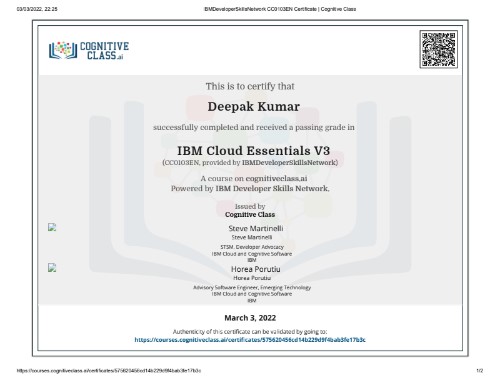 03/03/2022, 22:25
IBMDeveloperSkillsNetwork CC0103EN Certificate | Cognitive Class
COGNITIVE
CLASS.ai
This is to certify that
Deepak Kumar
successfully completed and received a passing grade in
IBM Cloud Essentials V3
(CC0103EN, provided by IBMDeveloperSkillsNetwork)
A course on cognitiveclass.ai
Powered by IBM Developer Skills Network.
issued by
Cognitive Class
Steve Martinelli
Steve Martinelli
STSM, Developer Advocacy
IBM Cloud and Cognitive Software
IBM
Horea Porutiu
Horea Porutiu
Advisory Software Engineer, Emerging Technology
IBM Cloud and Cognitive Software
IBM
March 3, 2022
Authenticity of this certificate can be validated by going to:
https://courses.cognitiveclass.ai/certificates/575620456cd14b229d9f4bab3fe17b3c
https://courses.cognitiveclass.ai/certificates/575620456cd14b229d9f4bab3fe17b3c
1/2